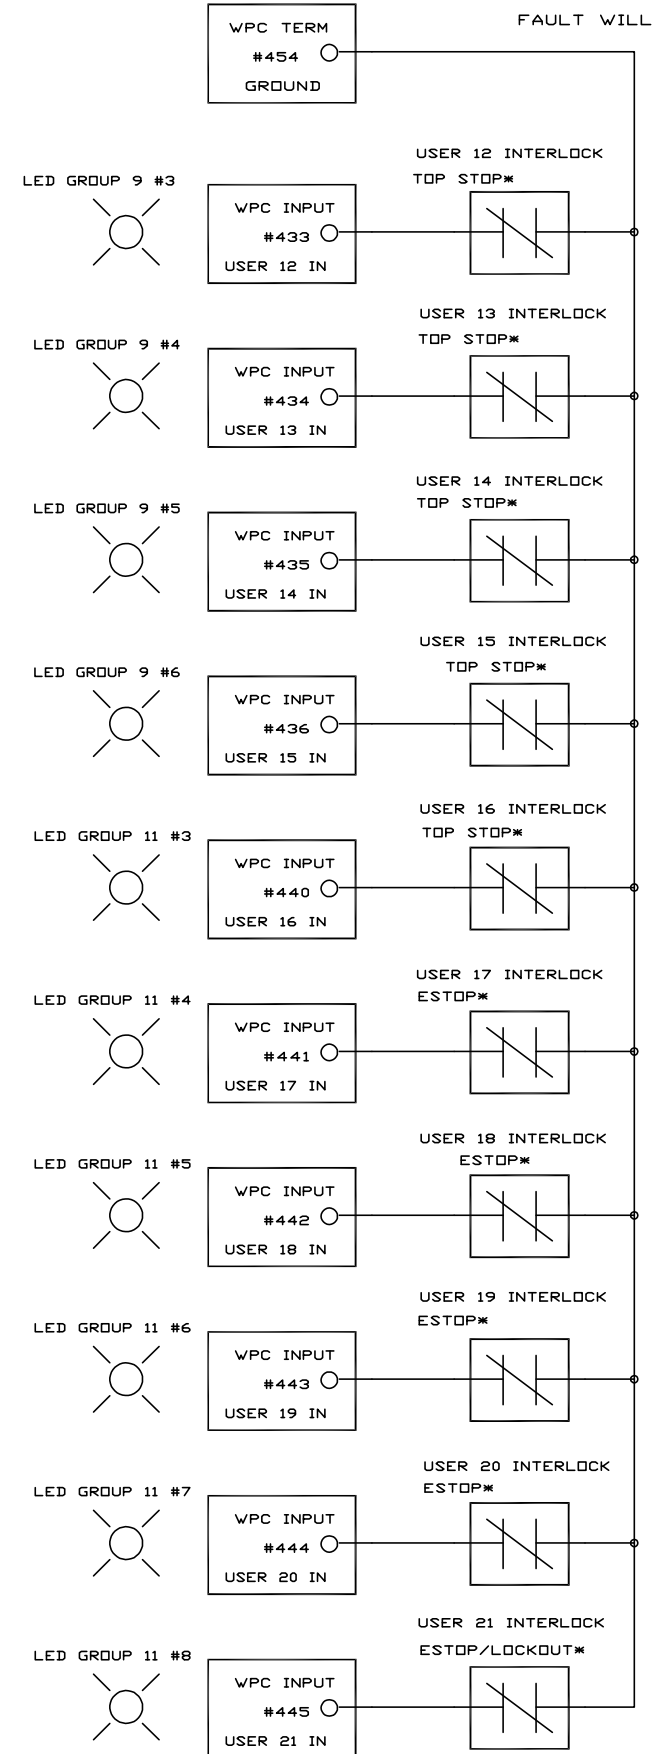 FAULT WILL
WPC TERM
#454
GROUND
USER 12 INTERLOCK
TOP STOP*
LED GROUP 9 #3
WPC INPUT
#433
USER 12 IN
USER 13 INTERLOCK
TOP STOP*
LED GROUP 9 #4
WPC INPUT
#434
USER 13 IN
USER 14 INTERLOCK
TOP STOP*
LED GROUP 9 #5
WPC INPUT
#435
USER 14 IN
USER 15 INTERLOCK
TOP STOP*
LED GROUP 9 #6
WPC INPUT
#436
USER 15 IN
USER 16 INTERLOCK
TOP STOP*
LED GROUP 11 #3
WPC INPUT
#440
USER 16 IN
USER 17 INTERLOCK
ESTOP*
LED GROUP 11 #4
WPC INPUT
#441
USER 17 IN
USER 18 INTERLOCK
ESTOP*
LED GROUP 11 #5
WPC INPUT
#442
USER 18 IN
USER 19 INTERLOCK
ESTOP*
LED GROUP 11 #6
WPC INPUT
#443
USER 19 IN
USER 20 INTERLOCK
ESTOP*
LED GROUP 11 #7
WPC INPUT
#444
USER 20 IN
USER 21 INTERLOCK
ESTOP/LOCKOUT*
LED GROUP 11 #8
WPC INPUT
#445
USER 21 IN